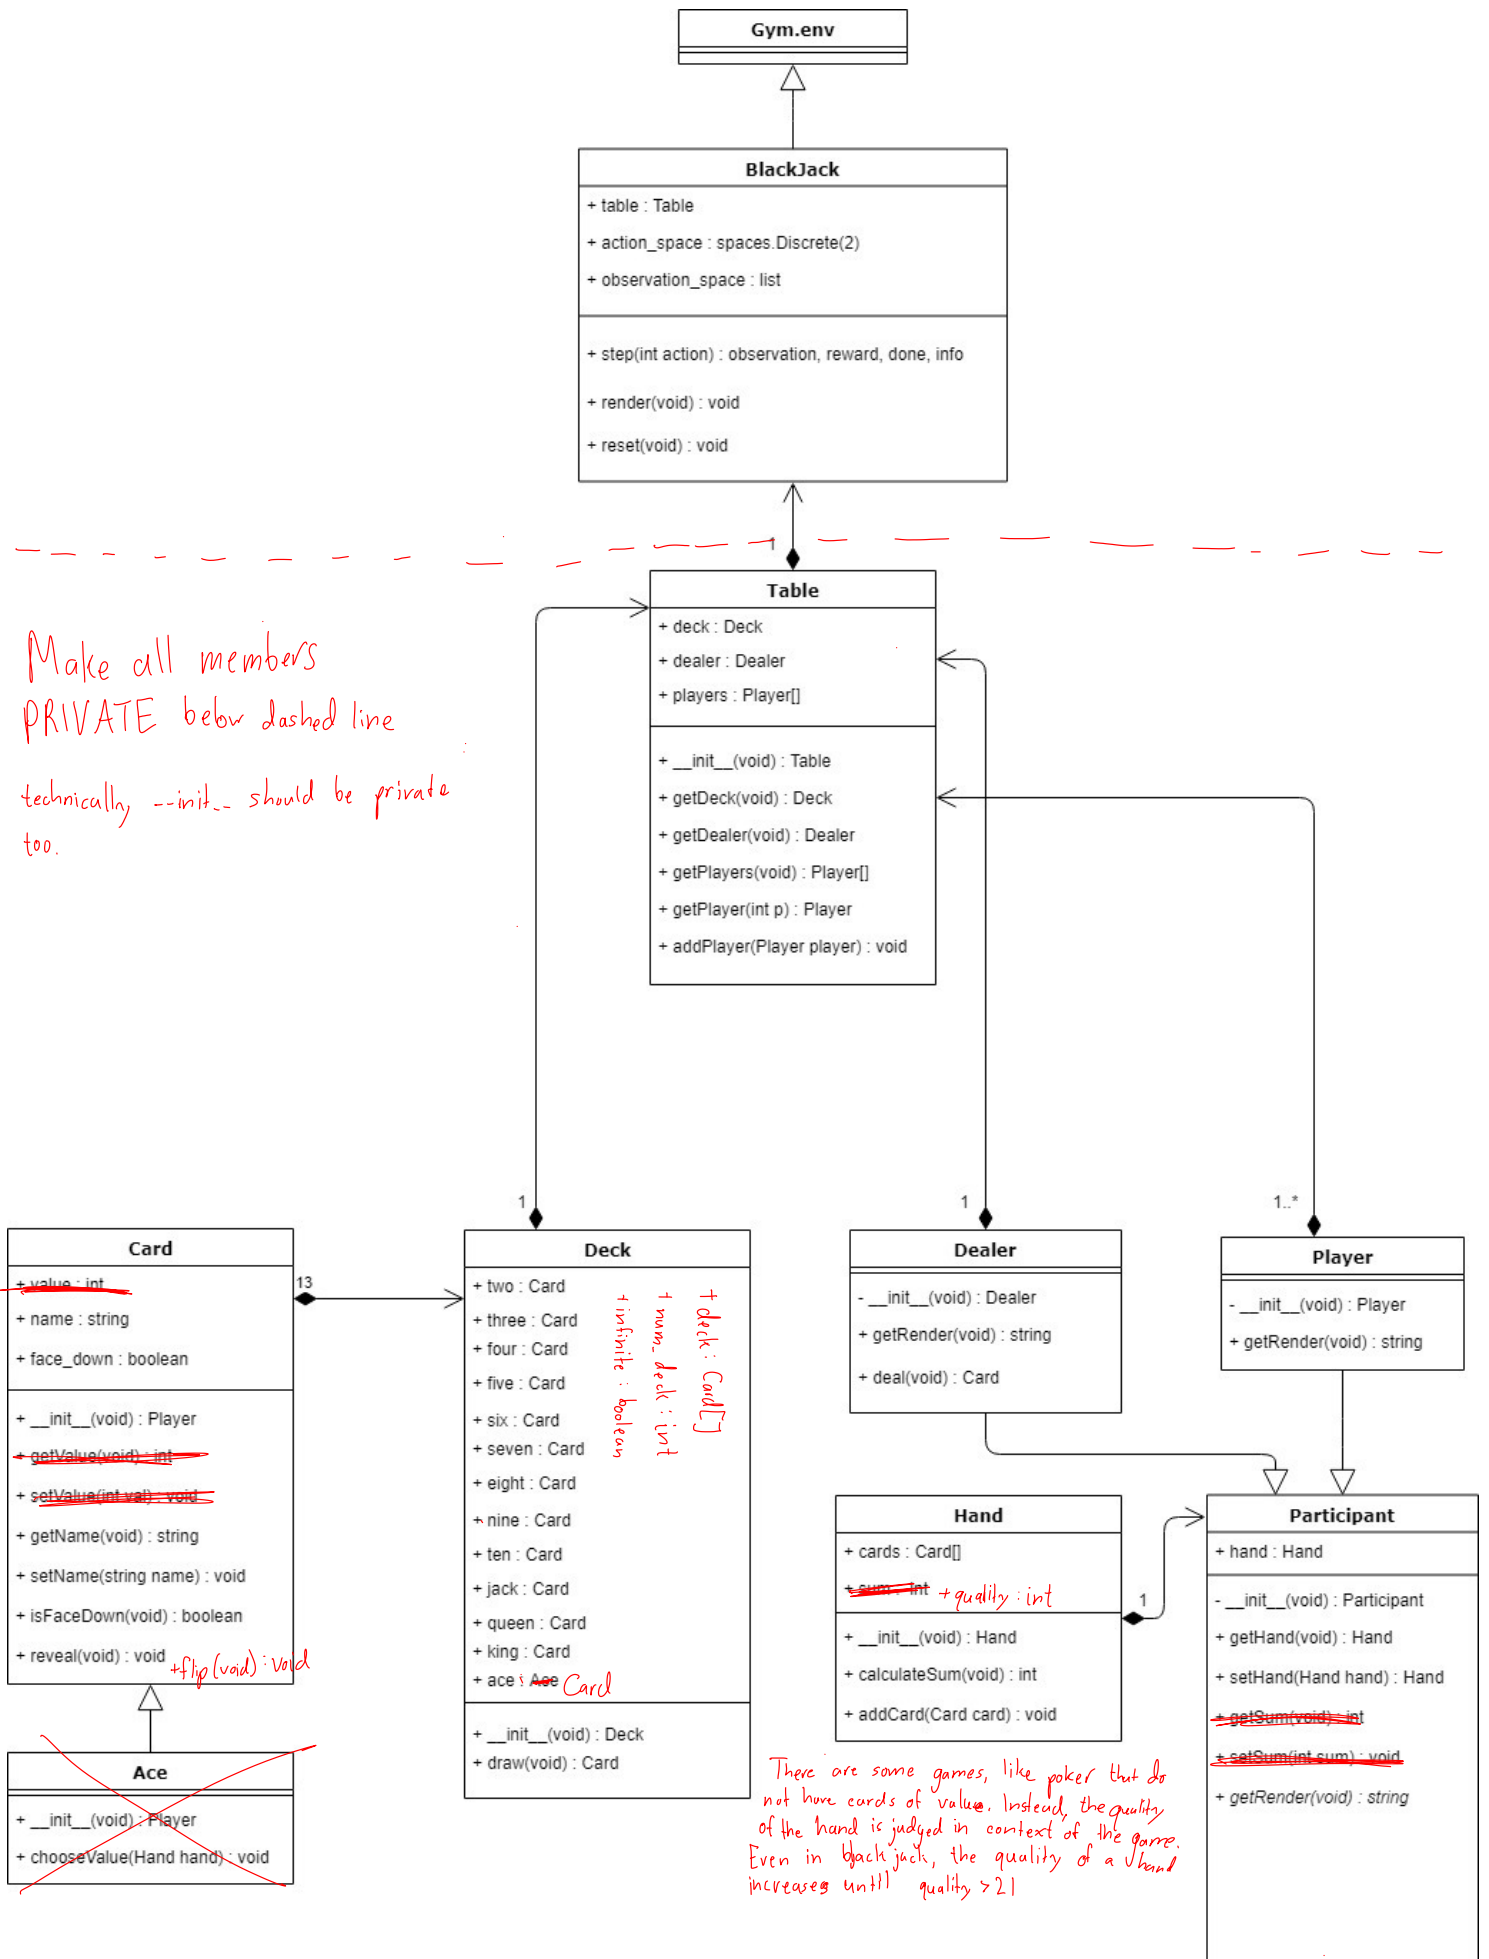 Gym.env
BlackJack
+ table : Table
+ action_space : spaces.Discrete(2)
+ observation_space : list
+ step(int action) : observation, reward, done, info
+ render(void) : void
+ reset(void) : void
1
Table
+ deck : Deck
+ dealer : Dealer
+ players : Player[]
+ __init__(void) : Table
+ getDeck(void) : Deck
+ getDealer(void) : Dealer
+ getPlayers(void) : Player[]
+ getPlayer(int p) : Player
+ addPlayer(Player player) : void
Make all members
PRIVATE below dashed line
technically --init-- should be private
too.
1
1
1..*
Card
+ value : int
+ name : string
+ face_down : boolean
+ __init__(void) : Player
+ getValue(void) : int
+ setValue(int val) : void
+ getName(void) : string
+ setName(string name) : void
+ isFaceDown(void) : boolean
+ reveal(void) : void
+flip(void) : void
13
Ace
+ __init__(void) : Player
+ chooseValue(Hand hand) : void
Deck
+ two : Card
+ three : Card
+ four : Card
+ five : Card
+ six : Card
+ seven : Card
+ eight : Card
+ nine : Card
+ ten : Card
+ jack : Card
+ queen : Card
+ king : Card
+ ace : Ace Card
+ deck : Card[]
+ num_deck : int
+ infinite : boolean
+ __init__(void) : Deck
+ draw(void) : Card
Dealer
- __init__(void) : Dealer
+ getRender(void) : string
+ deal(void) : Card
Player
- __init__(void) : Player
+ getRender(void) : string
Hand
+ cards : Card[]
+ sum : int +quality : int
+ __init__(void) : Hand
+ calculateSum(void) : int
+ addCard(Card card) : void
1
Participant
+ hand : Hand
- __init__(void) : Participant
+ getHand(void) : Hand
+ setHand(Hand hand) : Hand
+ getSum(void) : int
+ setSum(int sum) : void
+ getRender(void) : string
There are some games, like poker that do
not have cards of value. Instead, the quality
of the hand is judged in context of the game.
Even in blackjack, the quality of a hand
increases until quality > 21